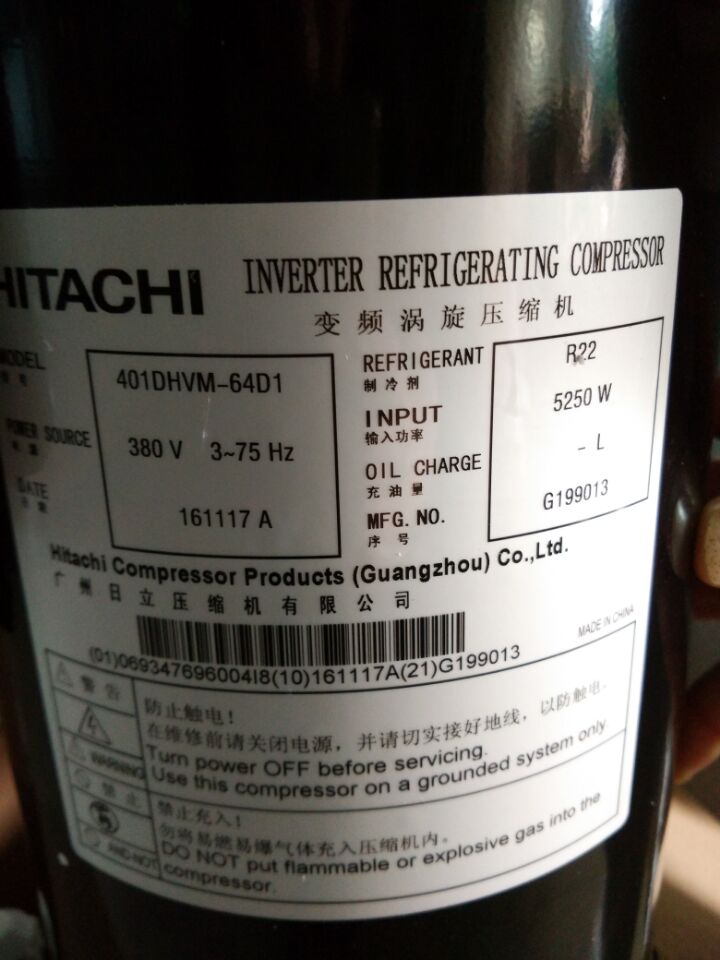 HITACHI INVERTER REFRIGERATING COMPRESSOR
变频涡旋压缩机
MODEL 401DHVM-64D1 REFRIGERANT R22
型号 制冷剂
POWER SOURCE 380 V 3~75 Hz INPUT 5250 W
电源 输入功率
OIL CHARGE - L
充油量
DATE 161117 A MFG.NO. G199013
日期 序号
Hitachi Compressor Products (Guangzhou) Co.,Ltd.
广州日立压缩机有限公司
MADE IN CHINA
(01)06934769600418(10)161117A(21)G199013
警告
防止触电!
在维修前请关闭电源，并请切实接好地线，以防触电.
WARNING
Turn power OFF before servicing.
Use this compressor on a grounded system only.
禁止
禁止充入!
勿将易燃易爆气体充入压缩机内。
DO NOT put flammable or explosive gas into the
compressor.